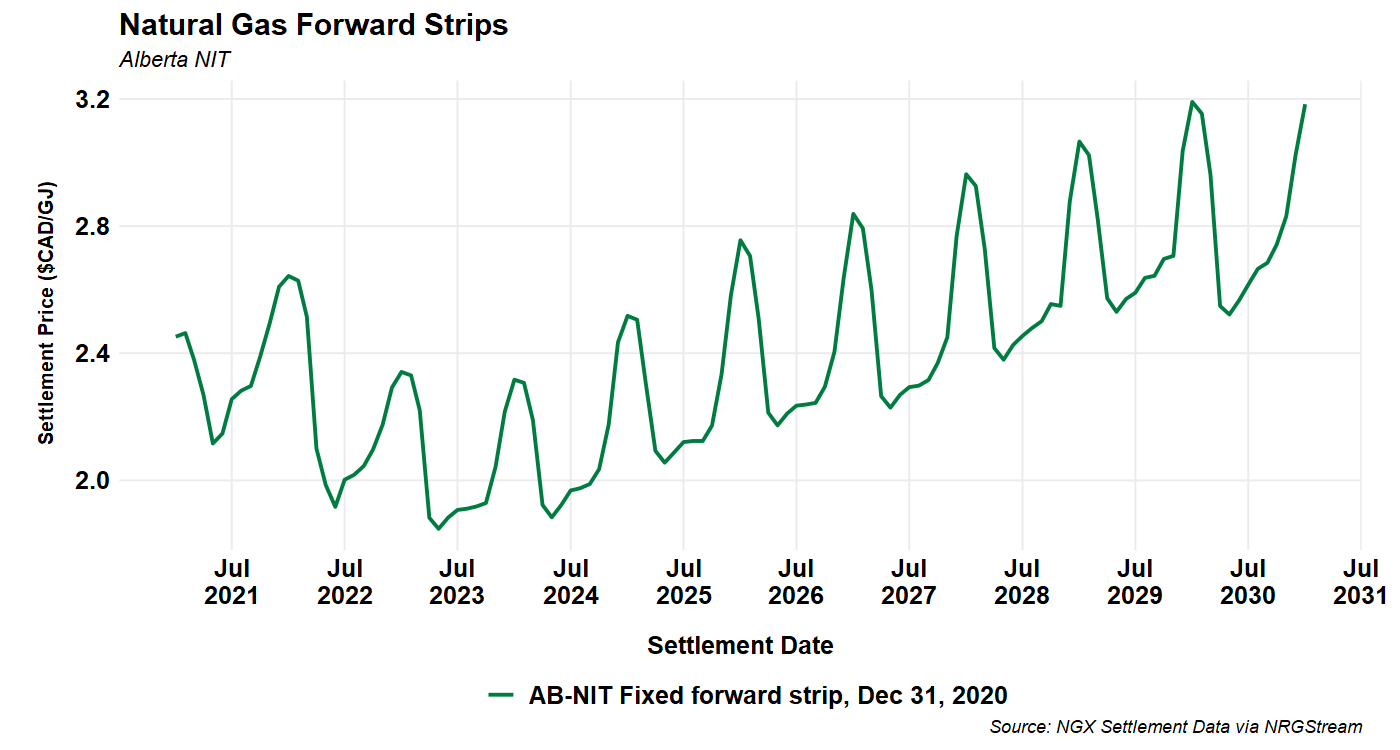 Natural Gas Forward Strips
Alberta NIT
Settlement Price ($CAD/GJ)
3.2
2.8
2.4
2.0
Jul Jul Jul Jul Jul Jul Jul Jul Jul Jul Jul
2021 2022 2023 2024 2025 2026 2027 2028 2029 2030 2031
Settlement Date
AB-NIT Fixed forward strip, Dec 31, 2020
Source: NGX Settlement Data via NRGStream